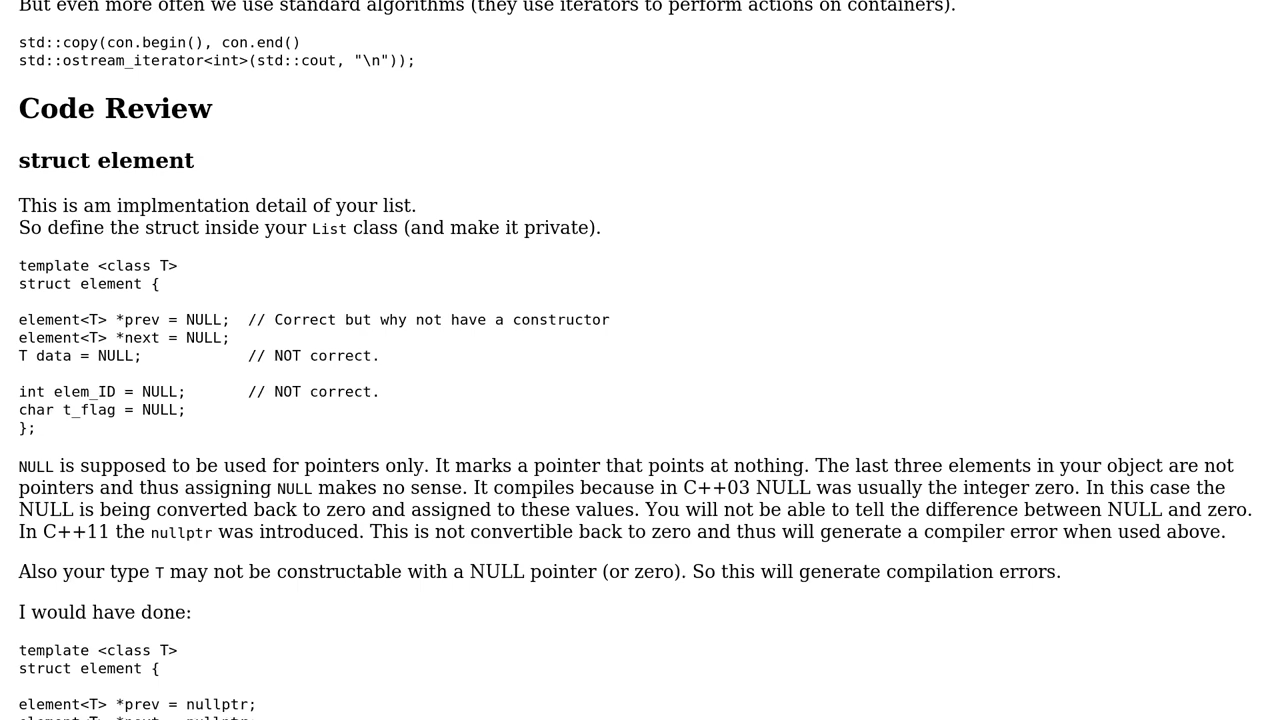 But even more often we use standard algorithms (they use iterators to perform actions on containers).
std::copy(con.begin(), con.end()
std::ostream_iterator<int>(std::cout, "\n"));
Code Review
struct element
This is am implmentation detail of your list.
So define the struct inside your List class (and make it private).
template <class T>
struct element {
element<T> *prev = NULL;  // Correct but why not have a constructor
element<T> *next = NULL;
T data = NULL;            // NOT correct.
int elem_ID = NULL;       // NOT correct.
char t_flag = NULL;
};
NULL is supposed to be used for pointers only. It marks a pointer that points at nothing. The last three elements in your object are not
pointers and thus assigning NULL makes no sense. It compiles because in C++03 NULL was usually the integer zero. In this case the
NULL is being converted back to zero and assigned to these values. You will not be able to tell the difference between NULL and zero.
In C++11 the nullptr was introduced. This is not convertible back to zero and thus will generate a compiler error when used above.
Also your type T may not be constructable with a NULL pointer (or zero). So this will generate compilation errors.
I would have done:
template <class T>
struct element {
element<T> *prev = nullptr;
element<T> *next = nullptr;